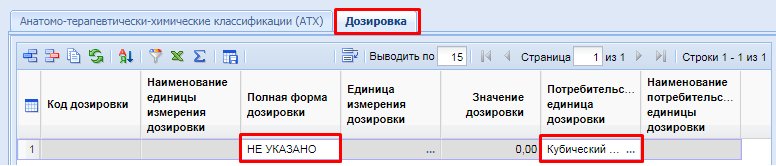 Анатомо-терапевтически-химические классификации (АТХ) Дозировка
Выводить по 15 Страница 1 из 1 Строки 1 - 1 из 1
Код дозировки
Наименование единицы измерения дозировки
Полная форма дозировки
Единица измерения дозировки
Значение дозировки
Потребительс... единица дозировки
Наименование потребительс... единицы дозировки
1 НЕ УКАЗАНО ... 0,00 Кубический ... ...